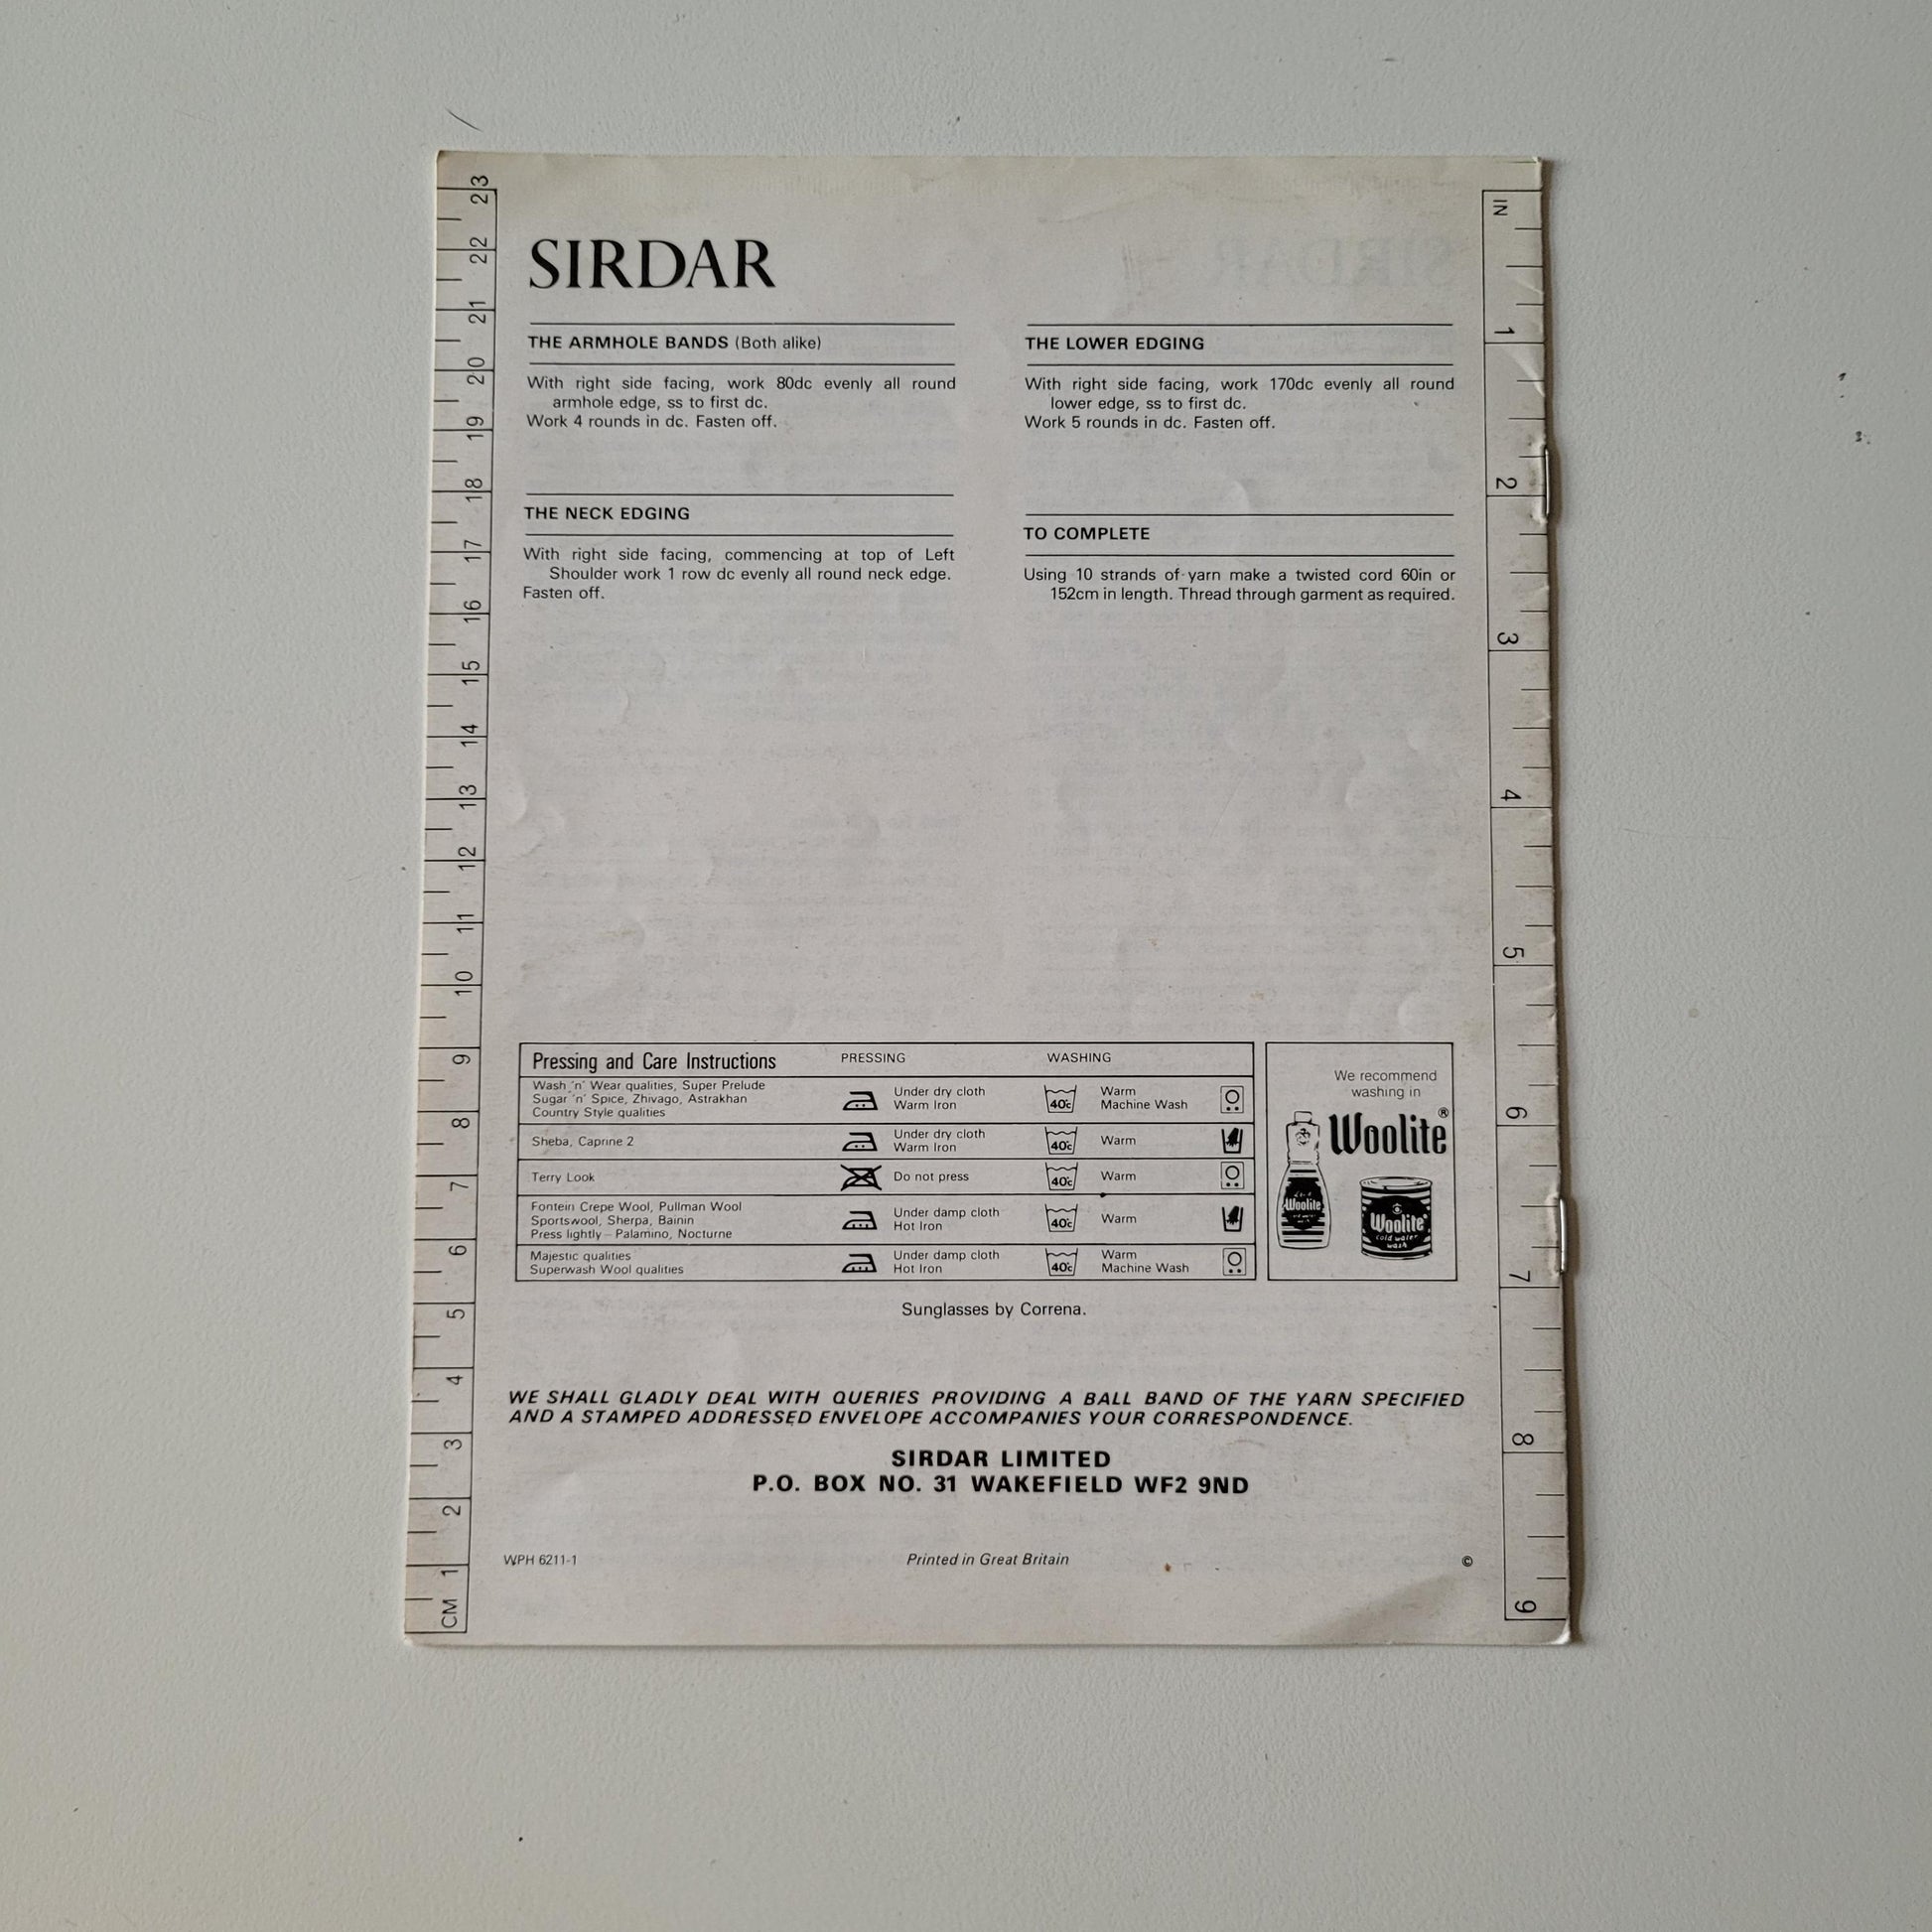 SIRDAR
THE ARMHOLE BANDS (Both alike)
With right side facing, work 80dc evenly all round
armhole edge, ss to first dc.
Work 4 rounds in dc. Fasten off.
THE NECK EDGING
With right side facing, commencing at top of Left
Shoulder work 1 row dc evenly all round neck edge.
Fasten off.
THE LOWER EDGING
With right side facing, work 170dc evenly all round
lower edge, ss to first dc.
Work 5 rounds in dc. Fasten off.
TO COMPLETE
Using 10 strands of yarn make a twisted cord 60in or
152cm in length. Thread through garment as required.
Pressing and Care Instructions PRESSING WASHING
Wash 'n' Wear qualities, Super Prelude
Sugar 'n' Spice, Zhivago, Astrakhan
Country Style qualities
Under dry cloth
Warm Iron
40c
Warm
Machine Wash
Sheba, Caprine 2
Under dry cloth
Warm Iron
40c
Warm
Terry Look
Do not press
40c
Warm
Fontein Crepe Wool, Pullman Wool
Sportswool, Sherpa, Bainin
Press lightly – Palamino, Nocturne
Under damp cloth
Hot Iron
40c
Warm
Majestic qualities
Superwash Wool qualities
Under damp cloth
Hot Iron
40c
Warm
Machine Wash
We recommend
washing in
Woolite ®
Woolite
Woolite
cold water
wash
Sunglasses by Correna.
WE SHALL GLADLY DEAL WITH QUERIES PROVIDING A BALL BAND OF THE YARN SPECIFIED
AND A STAMPED ADDRESSED ENVELOPE ACCOMPANIES YOUR CORRESPONDENCE.
SIRDAR LIMITED
P.O. BOX NO. 31 WAKEFIELD WF2 9ND
WPH 6211-1
Printed in Great Britain
©
CM 1 2 3 4 5 6 7 8 9 10 11 12 13 14 15 16 17 18 19 20 21 22 23
IN 1 2 3 4 5 6 7 8 9